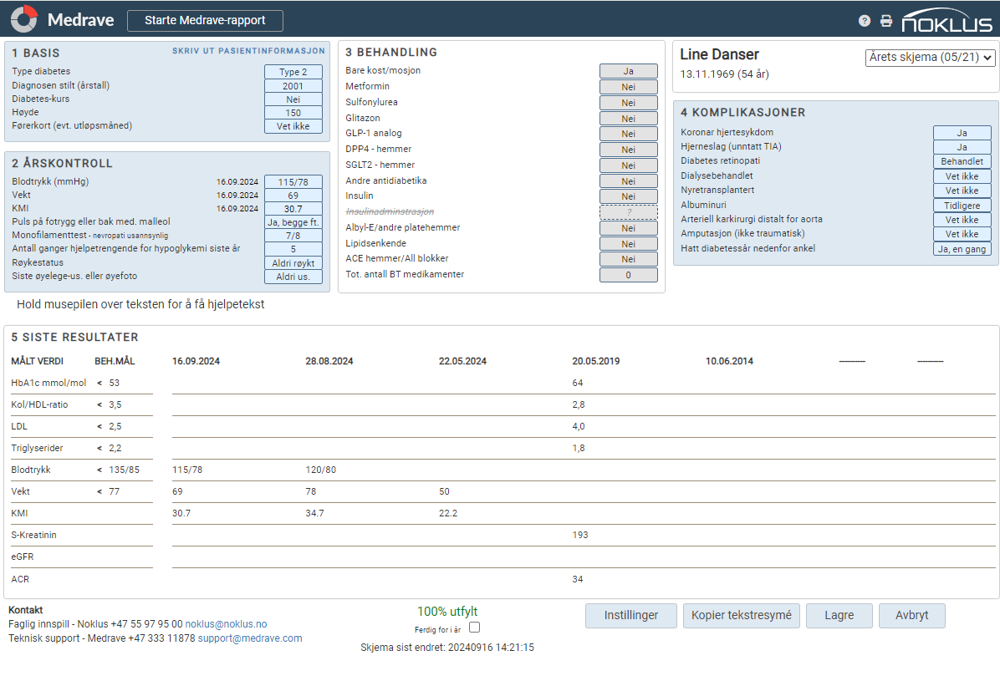 Medrave
Starte Medrave-rapport
?
NOKLUS
1 BASIS
SKRIV UT PASIENTINFORMASJON
Type diabetes Type 2
Diagnosen stilt (årstall) 2001
Diabetes-kurs Nei
Høyde 150
Førerkort (evt. utløpsmåned) Vet ikke
2 ÅRSKONTROLL
Blodtrykk (mmHg) 16.09.2024 115/78
Vekt 16.09.2024 69
KMI 16.09.2024 30.7
Puls på fotrygg eller bak med. malleol Ja, begge ft.
Monofilamenttest - nevropati usannsynlig 7/8
Antall ganger hjelpetrengende for hypoglykemi siste år 5
Røykestatus Aldri røykt
Siste øyelege-us. eller øyefoto Aldri us.
Hold musepilen over teksten for å få hjelpetekst
3 BEHANDLING
Bare kost/mosjon Ja
Metformin Nei
Sulfonylurea Nei
Glitazon Nei
GLP-1 analog Nei
DPP4 - hemmer Nei
SGLT2 - hemmer Nei
Andre antidiabetika Nei
Insulin Nei
Insulinadminstrasjon ?
Albyl-E/andre platehemmer Nei
Lipidsenkende Nei
ACE hemmer/All blokker Nei
Tot. antall BT medikamenter 0
Line Danser
Årets skjema (05/21)
13.11.1969 (54 år)
4 KOMPLIKASJONER
Koronar hjertesykdom Ja
Hjerneslag (unntatt TIA) Ja
Diabetes retinopati Behandlet
Dialysebehandlet Vet ikke
Nyretransplantert Vet ikke
Albuminuri Tidligere
Arteriell karkirurgi distalt for aorta Vet ikke
Amputasjon (ikke traumatisk) Vet ikke
Hatt diabetessår nedenfor ankel Ja, en gang
5 SISTE RESULTATER
MÅLT VERDI BEH.MÅL 16.09.2024 28.08.2024 22.05.2024 20.05.2019 10.06.2014 ---------- ----------
HbA1c mmol/mol < 53 64
Kol/HDL-ratio < 3,5 2,8
LDL < 2,5 4,0
Triglyserider < 2,2 1,8
Blodtrykk < 135/85 115/78 120/80
Vekt < 77 69 78 50
KMI 30.7 34.7 22.2
S-Kreatinin 193
eGFR
ACR 34
Kontakt
Faglig innspill - Noklus +47 55 97 95 00 noklus@noklus.no
Teknisk support - Medrave +47 333 11878 support@medrave.com
100% utfylt
Ferdig for i år
Skjema sist endret: 20240916 14:21:15
Instillinger
Kopier tekstresymé
Lagre
Avbryt